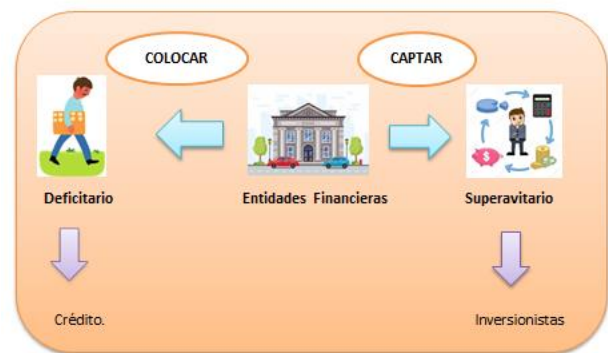 COLOCAR
CAPTAR
Deficitario
Entidades Financieras
Superavitario
Crédito.
Inversionistas